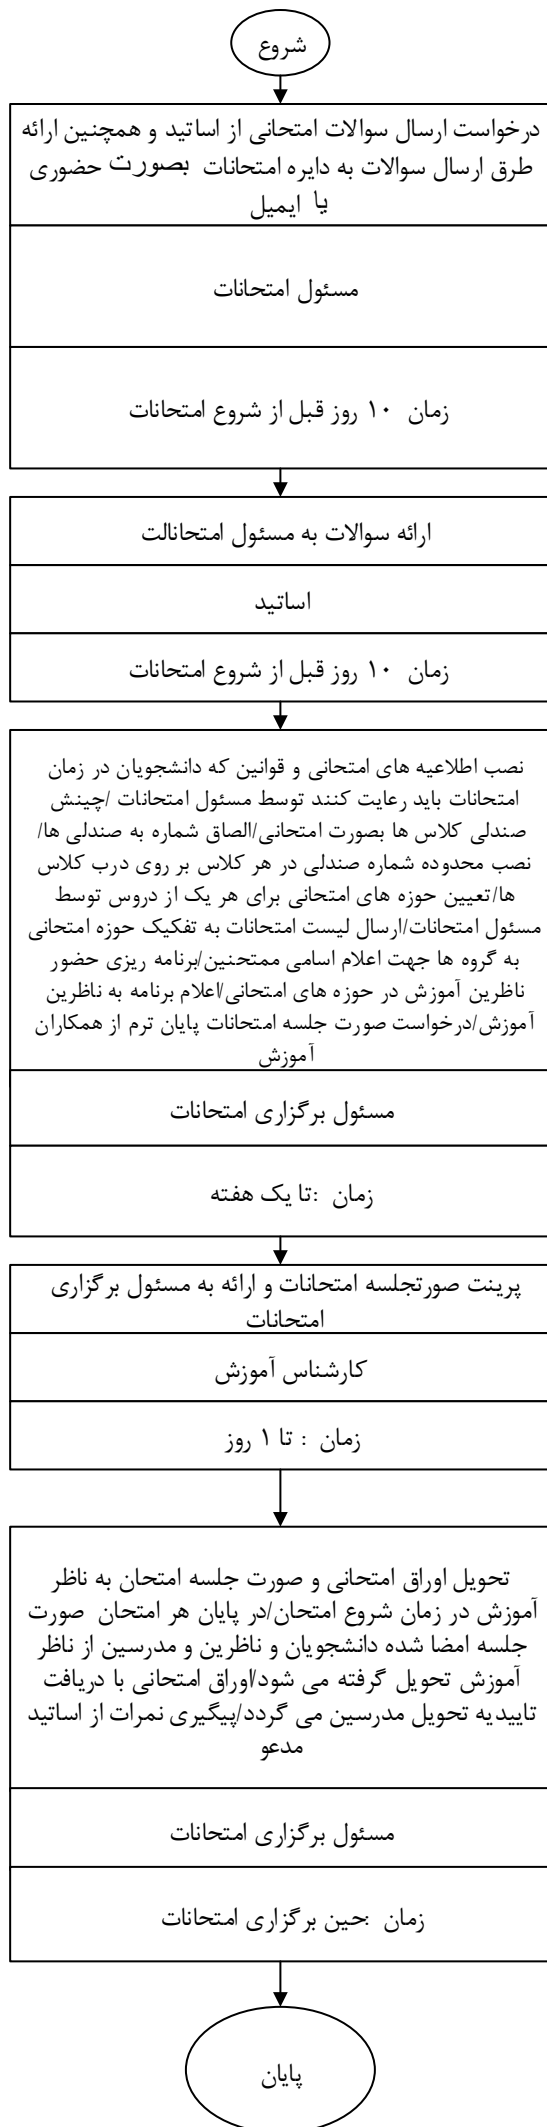 شروع
درخواست ارسال سوالات امتحانی از اساتید و همچنین ارائه
طرق ارسال سوالات به دایره امتحانات بصورت حضوری
یا ایمیل
مسئول امتحانات
زمان ۱۰ روز قبل از شروع امتحانات
ارائه سوالات به مسئول امتحانالت
اساتید
زمان ۱۰ روز قبل از شروع امتحانات
نصب اطلاعیه های امتحانی و قوانین که دانشجویان در زمان
امتحانات باید رعایت کنند توسط مسئول امتحانات /چینش
صندلی کلاس ها بصورت امتحانی/الصاق شماره به صندلی ها/
نصب محدوده شماره صندلی در هر کلاس بر روی درب کلاس
ها/تعیین حوزه های امتحانی برای هر یک از دروس توسط
مسئول امتحانات/ارسال لیست امتحانات به تفکیک حوزه امتحانی
به گروه ها جهت اعلام اسامی ممتحنین/برنامه ریزی حضور
ناظرین آموزش در حوزه های امتحانی/اعلام برنامه به ناظرین
آموزش/درخواست صورت جلسه امتحانات پایان ترم از همکاران
آموزش
مسئول برگزاری امتحانات
زمان :تا یک هفته
پرینت صورتجلسه امتحانات و ارائه به مسئول برگزاری
امتحانات
کارشناس آموزش
زمان : تا ۱ روز
تحویل اوراق امتحانی و صورت جلسه امتحان به ناظر
آموزش در زمان شروع امتحان/در پایان هر امتحان صورت
جلسه امضا شده دانشجویان و ناظرین و مدرسین از ناظر
آموزش تحویل گرفته می شود/اوراق امتحانی با دریافت
تاییدیه تحویل مدرسین می گردد/پیگیری نمرات از اساتید
مدعو
مسئول برگزاری امتحانات
زمان :حین برگزاری امتحانات
پایان